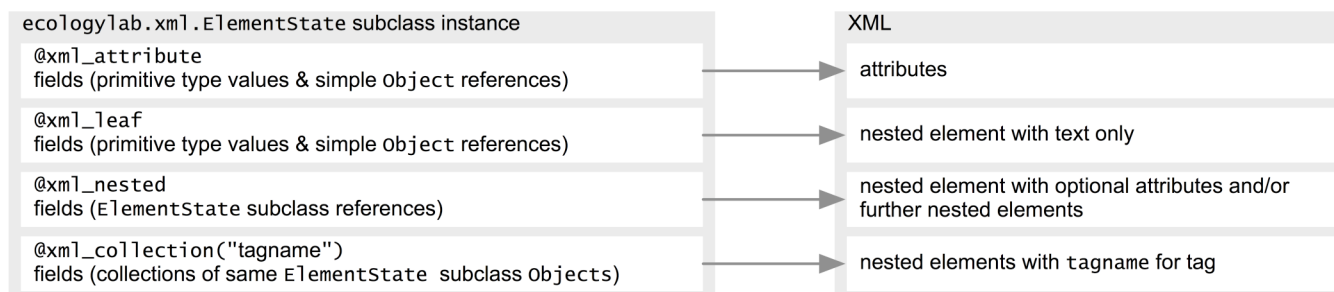 ecologylab.xml.ElementState subclass instance
@xml_attribute
fields (primitive type values & simple Object references)
@xml_leaf
fields (primitive type values & simple Object references)
@xml_nested
fields (ElementState subclass references)
@xml_collection("tagname")
fields (collections of same ElementState subclass Objects)
XML
attributes
nested element with text only
nested element with optional attributes and/or
further nested elements
nested elements with tagname for tag